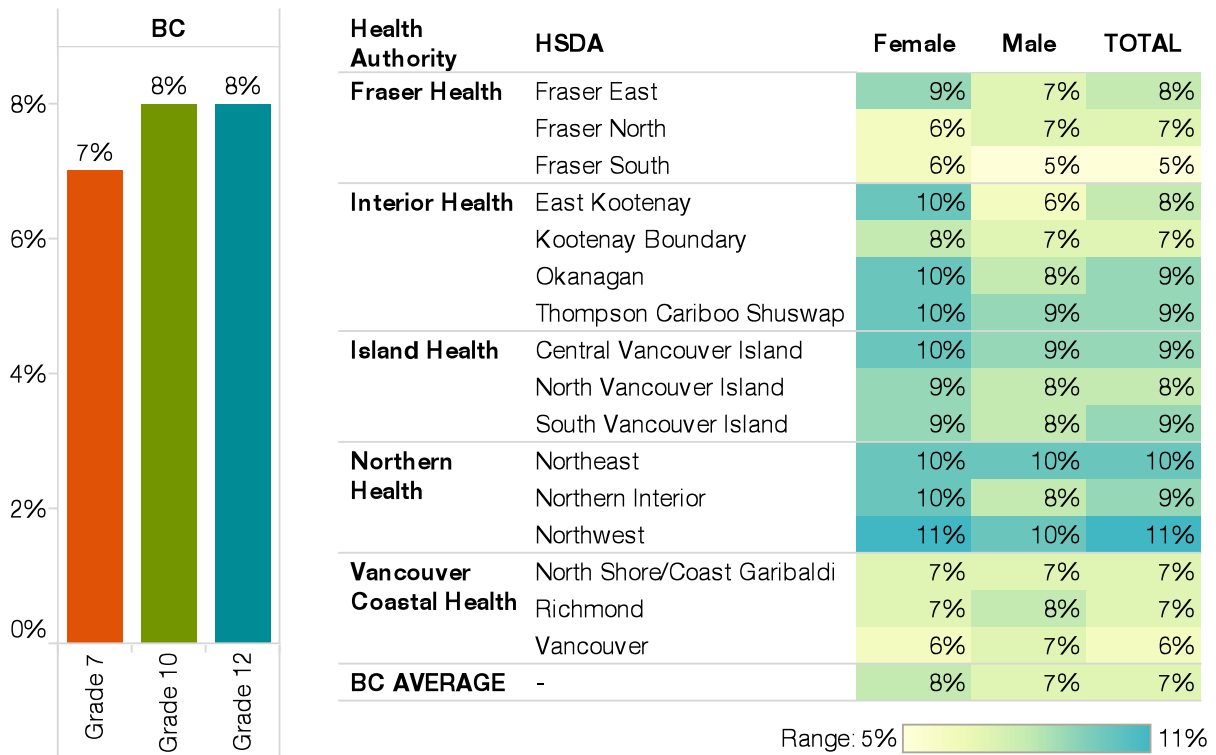 BC
8%
6%
4%
2%
0%
7%
8%
8%
Grade 7
Grade 10
Grade 12
Health Authority HSDA Female Male TOTAL
Fraser Health Fraser East 9% 7% 8%
Fraser North 6% 7% 7%
Fraser South 6% 5% 5%
Interior Health East Kootenay 10% 6% 8%
Kootenay Boundary 8% 7% 7%
Okanagan 10% 8% 9%
Thompson Cariboo Shuswap 10% 9% 9%
Island Health Central Vancouver Island 10% 9% 9%
North Vancouver Island 9% 8% 8%
South Vancouver Island 9% 8% 9%
Northern Northeast 10% 10% 10%
Health Northern Interior 10% 8% 9%
Northwest 11% 10% 11%
Vancouver North Shore/Coast Garibaldi 7% 7% 7%
Coastal Health Richmond 7% 8% 7%
Vancouver 6% 7% 6%
BC AVERAGE - 8% 7% 7%
Range: 5% 11%